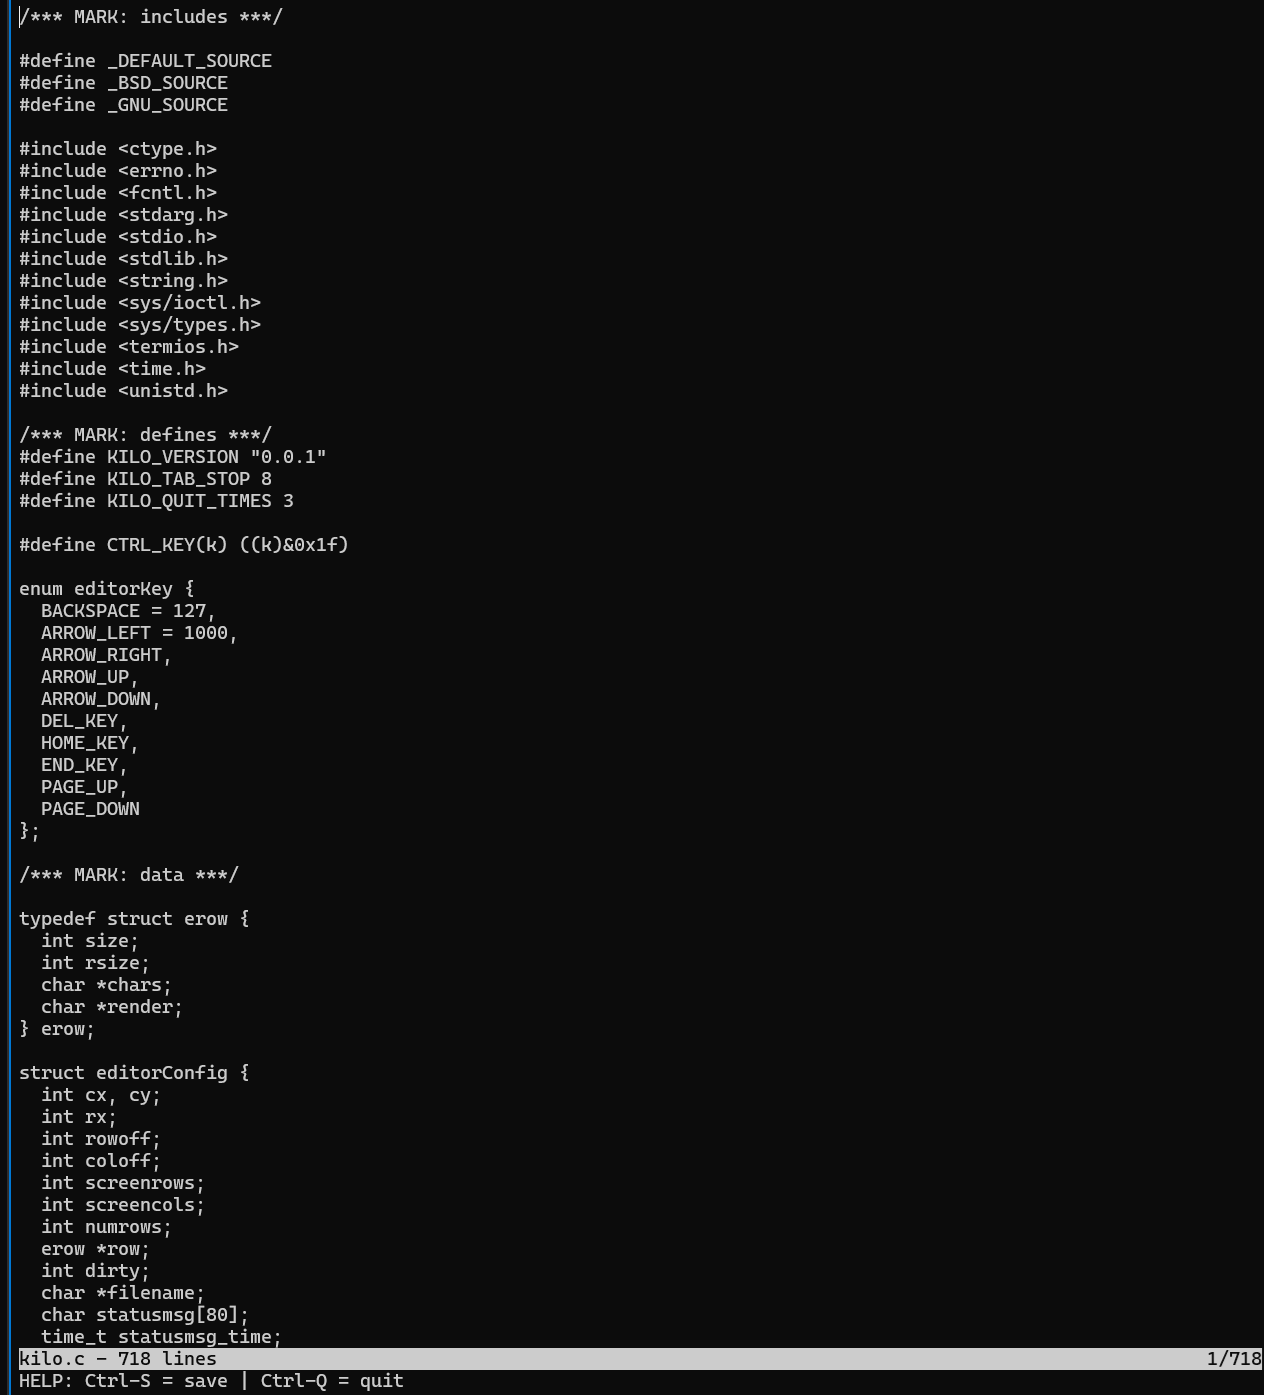 /*** MARK: includes ***/

#define _DEFAULT_SOURCE
#define _BSD_SOURCE
#define _GNU_SOURCE

#include <ctype.h>
#include <errno.h>
#include <fcntl.h>
#include <stdarg.h>
#include <stdio.h>
#include <stdlib.h>
#include <string.h>
#include <sys/ioctl.h>
#include <sys/types.h>
#include <termios.h>
#include <time.h>
#include <unistd.h>

/*** MARK: defines ***/
#define KILO_VERSION "0.0.1"
#define KILO_TAB_STOP 8
#define KILO_QUIT_TIMES 3

#define CTRL_KEY(k) ((k)&0x1f)

enum editorKey {
  BACKSPACE = 127,
  ARROW_LEFT = 1000,
  ARROW_RIGHT,
  ARROW_UP,
  ARROW_DOWN,
  DEL_KEY,
  HOME_KEY,
  END_KEY,
  PAGE_UP,
  PAGE_DOWN
};

/*** MARK: data ***/

typedef struct erow {
  int size;
  int rsize;
  char *chars;
  char *render;
} erow;

struct editorConfig {
  int cx, cy;
  int rx;
  int rowoff;
  int coloff;
  int screenrows;
  int screencols;
  int numrows;
  erow *row;
  int dirty;
  char *filename;
  char statusmsg[80];
  time_t statusmsg_time;
kilo.c - 718 lines 1/718
HELP: Ctrl-S = save | Ctrl-Q = quit